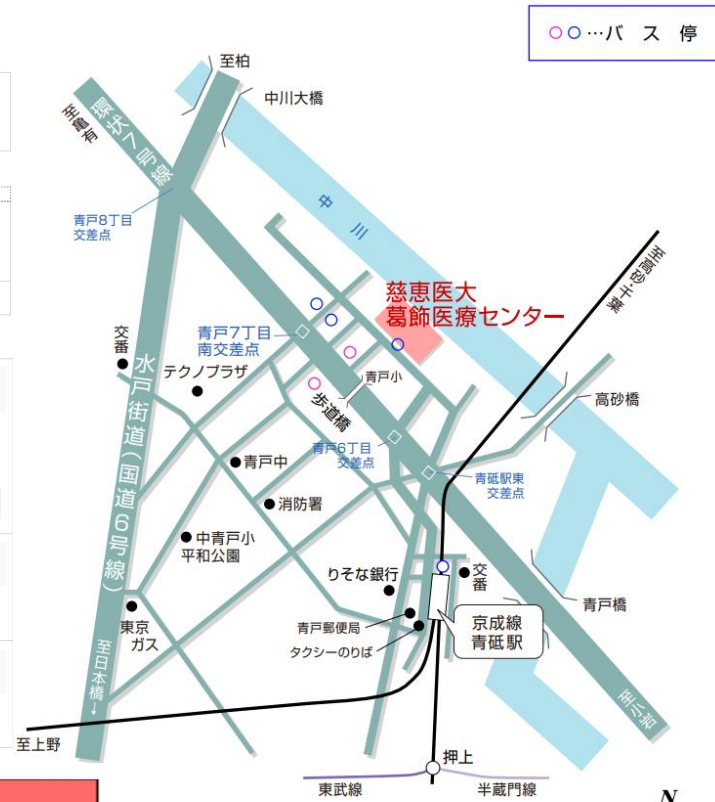 ○○…バ ス 停
至柏
中川大橋
至亀有
環状7号線
中 川
青戸8丁目
交差点
至高砂・千葉
慈恵医大
葛飾医療センター
青戸7丁目
南交差点
交番
テクノプラザ
青戸小
歩道橋
高砂橋
水戸街道(国道6号線)
青戸6丁目
交差点
青戸中
青砥駅東
交差点
消防署
中青戸小
平和公園
りそな銀行
交番
青戸橋
東京
ガス
青戸郵便局
タクシーのりば
京成線
青砥駅
至日本橋→
至小岩
至上野
押上
東武線
半蔵門線
N